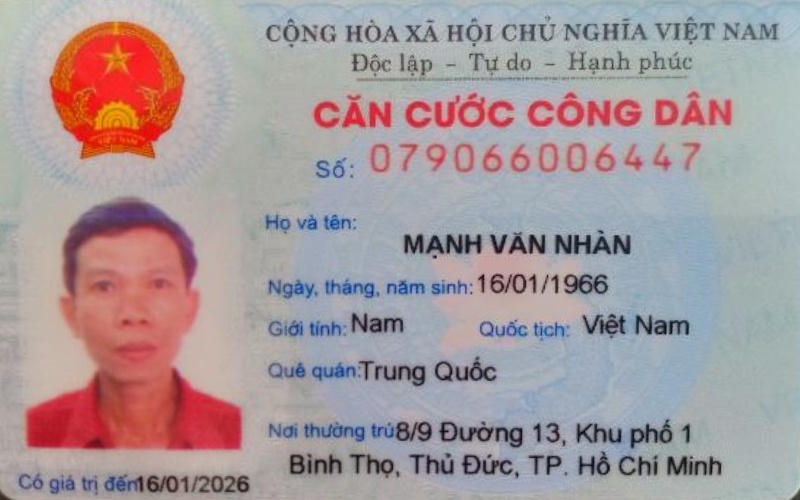 CỘNG HÒA XÃ HỘI CHỦ NGHĨA VIỆT NAM
Độc lập - Tự do - Hạnh phúc
CĂN CƯỚC CÔNG DÂN
Số: 079066006447
Họ và tên:
MẠNH VĂN NHÀN
Ngày, tháng, năm sinh: 16/01/1966
Giới tính: Nam Quốc tịch: Việt Nam
Quê quán: Trung Quốc
Nơi thường trú: 8/9 Đường 13, Khu phố 1
Bình Thọ, Thủ Đức, TP. Hồ Chí Minh
Có giá trị đến 16/01/2026